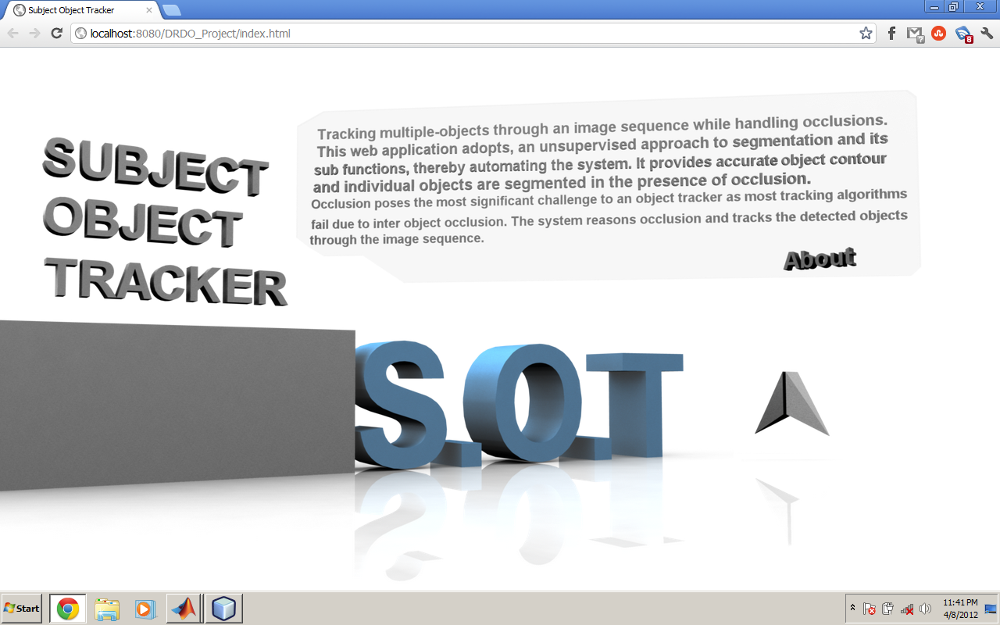 Subject Object Tracker
localhost:8080/DRDO_Project/index.html
8
SUBJECT
OBJECT
TRACKER
Tracking multiple-objects through an image sequence while handling occlusions.
This web application adopts, an unsupervised approach to segmentation and its
sub functions, thereby automating the system. It provides accurate object contour
and individual objects are segmented in the presence of occlusion.
Occlusion poses the most significant challenge to an object tracker as most tracking algorithms
fail due to inter object occlusion. The system reasons occlusion and tracks the detected objects
through the image sequence.
About
S.O.T
Start
11:41 PM
4/8/2012